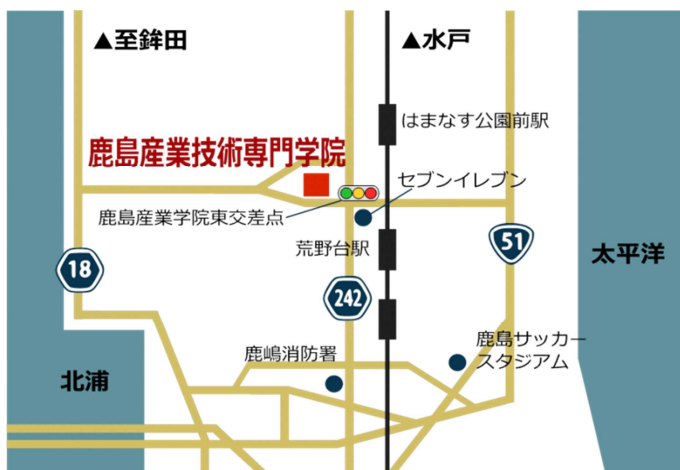 ▲至鉾田
▲水戸
はまなす公園前駅
鹿島産業技術専門学院
セブンイレブン
鹿島産業学院東交差点
荒野台駅
51
太平洋
18
242
鹿島サッカー
スタジアム
鹿嶋消防署
北浦